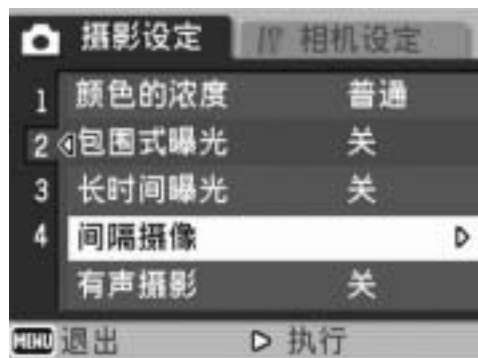 摄影设定 相机设定
1 颜色的浓度 普通
2 包围式曝光 关
3 长时间曝光 关
4 间隔摄像
有声摄影 关
MENU 退出 执行